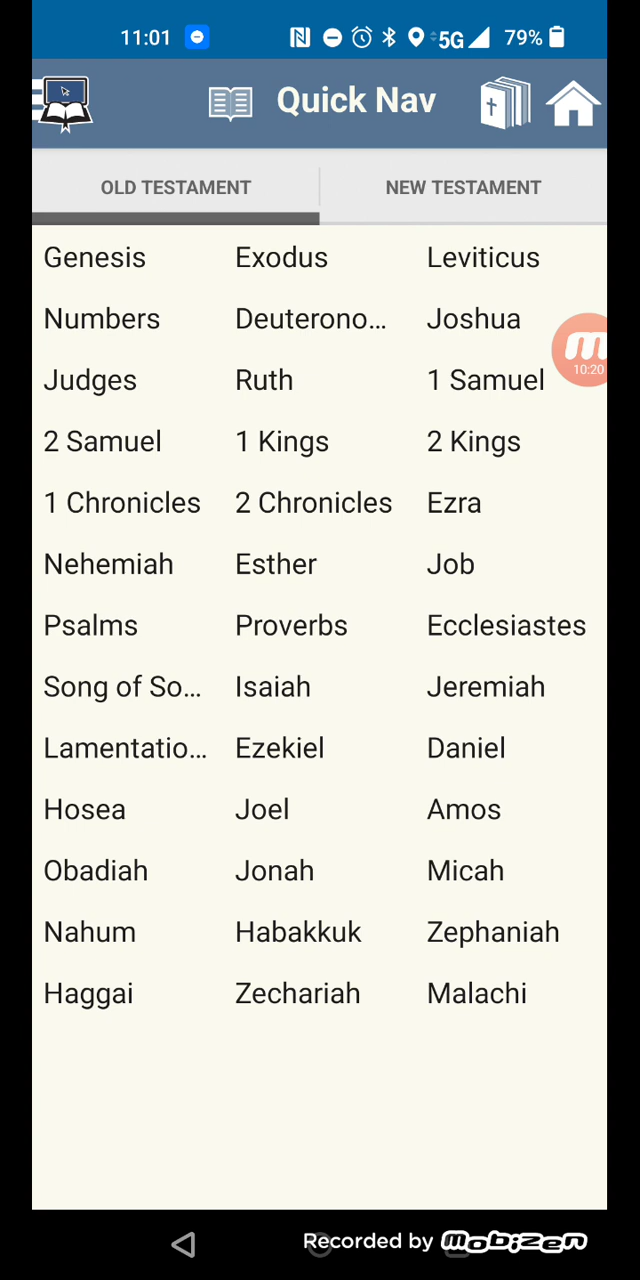 11:01 5G 79%
Quick Nav
OLD TESTAMENT NEW TESTAMENT
Genesis Exodus Leviticus
Numbers Deuterono... Joshua
Judges Ruth 1 Samuel
10:20
2 Samuel 1 Kings 2 Kings
1 Chronicles 2 Chronicles Ezra
Nehemiah Esther Job
Psalms Proverbs Ecclesiastes
Song of So... Isaiah Jeremiah
Lamentatio... Ezekiel Daniel
Hosea Joel Amos
Obadiah Jonah Micah
Nahum Habakkuk Zephaniah
Haggai Zechariah Malachi
Recorded by mobizen